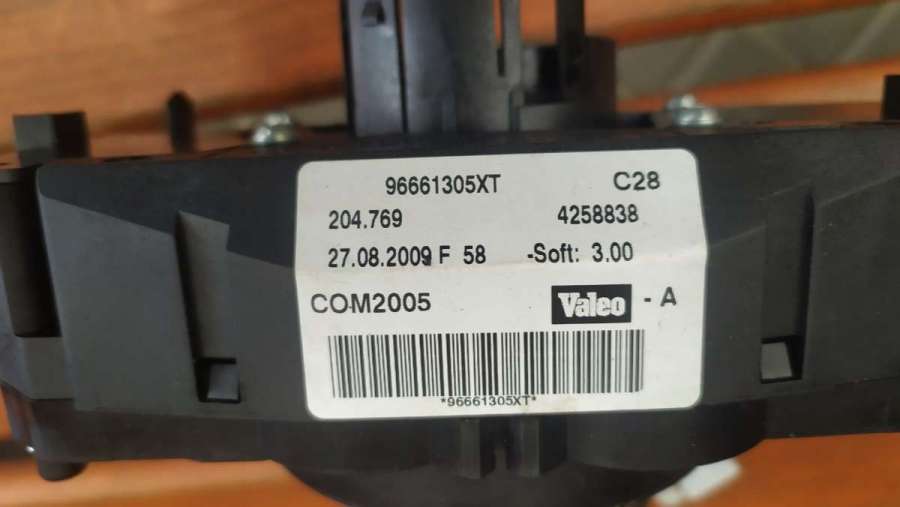 96661305XT C28
204.769 4258838
27.08.2009 F 58 -Soft: 3.00
COM2005 Valeo - A
*96661305XT*